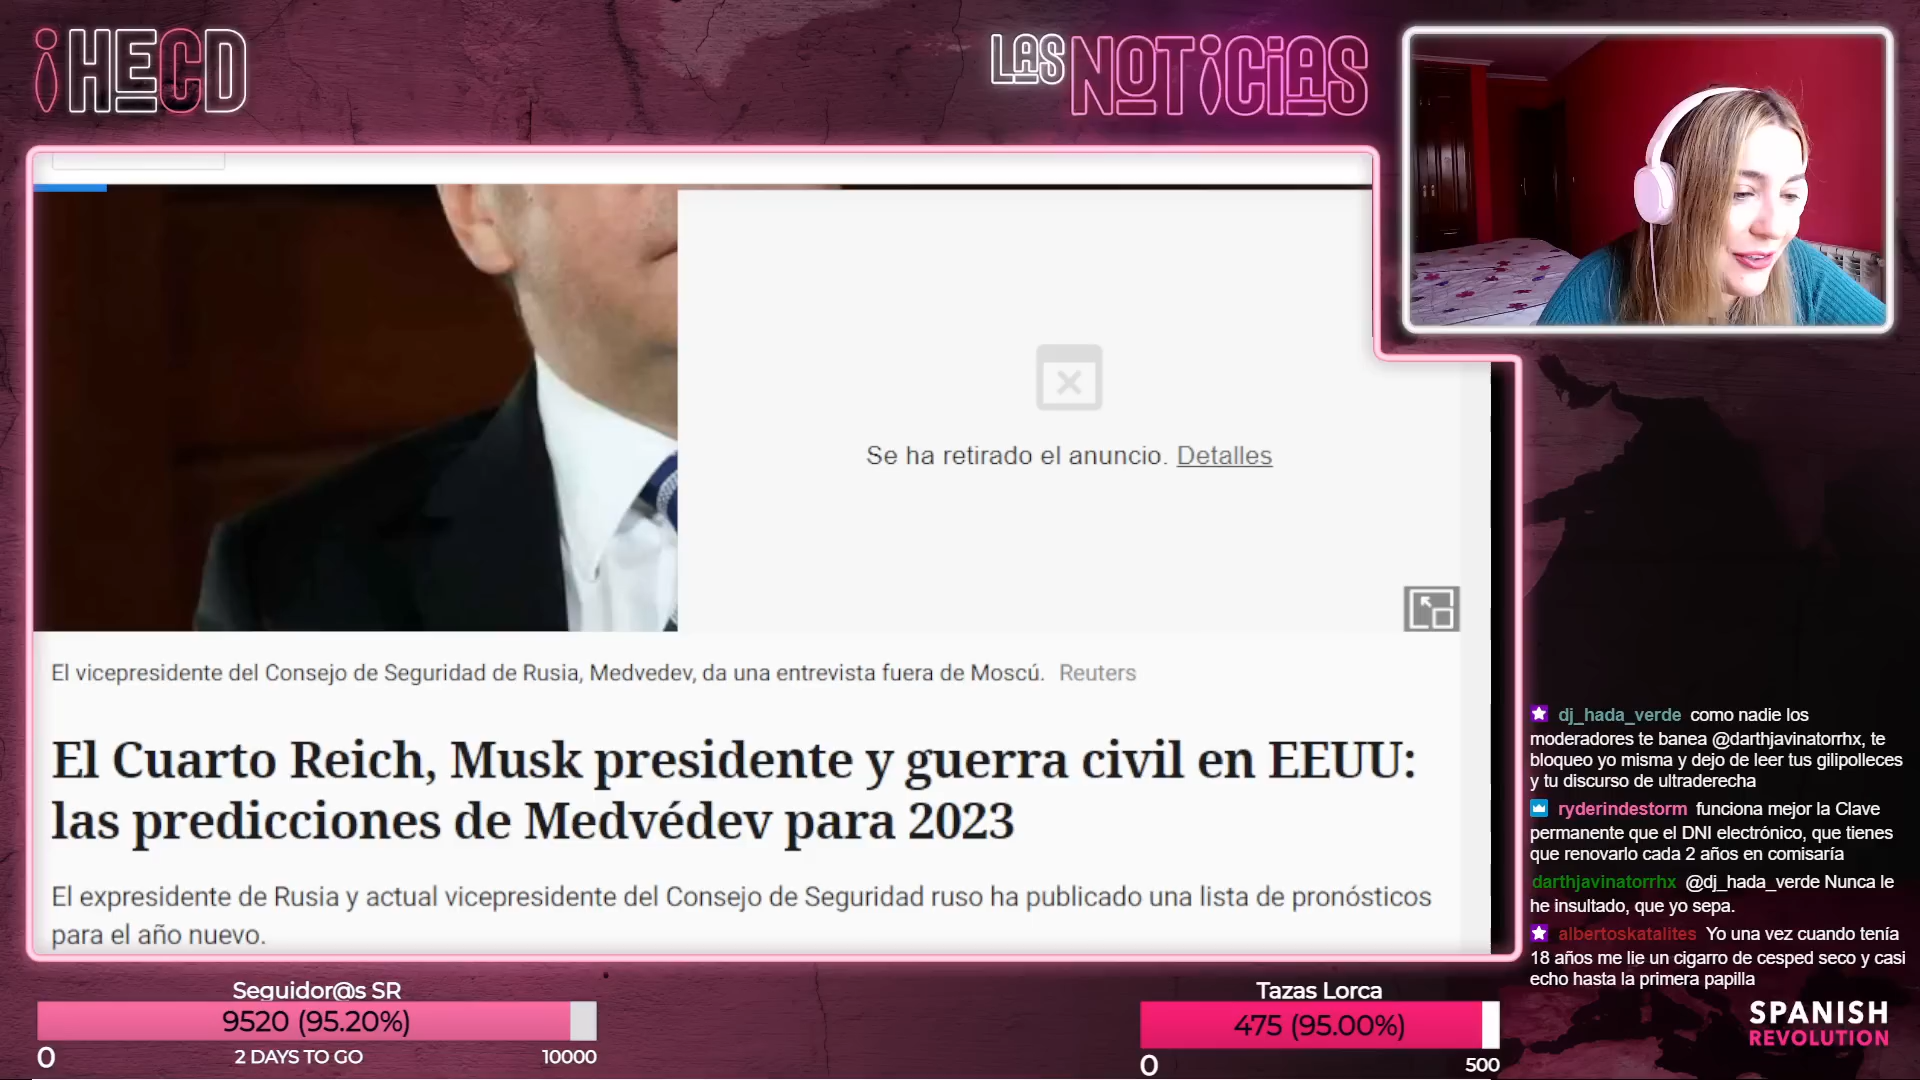 ¡HECD
LAS NOTICIAS
Se ha retirado el anuncio. Detalles
El vicepresidente del Consejo de Seguridad de Rusia, Medvedev, da una entrevista fuera de Moscú. Reuters
El Cuarto Reich, Musk presidente y guerra civil en EEUU:
las predicciones de Medvédev para 2023
El expresidente de Rusia y actual vicepresidente del Consejo de Seguridad ruso ha publicado una lista de pronósticos
para el año nuevo.
dj_hada_verde como nadie los
moderadores te banea @darthjavinatorrhx, te
bloqueo yo misma y dejo de leer tus gilipolleces
y tu discurso de ultraderecha
ryderindestorm funciona mejor la Clave
permanente que el DNI electrónico, que tienes
que renovarlo cada 2 años en comisaría
darthjavinatorrhx @dj_hada_verde Nunca le
he insultado, que yo sepa.
albertoskatalites Yo una vez cuando tenía
18 años me lie un cigarro de cesped seco y casi
echo hasta la primera papilla
Seguidor@s SR
9520 (95.20%)
0 2 DAYS TO GO 10000
Tazas Lorca
475 (95.00%)
0 500
SPANISH
REVOLUTION